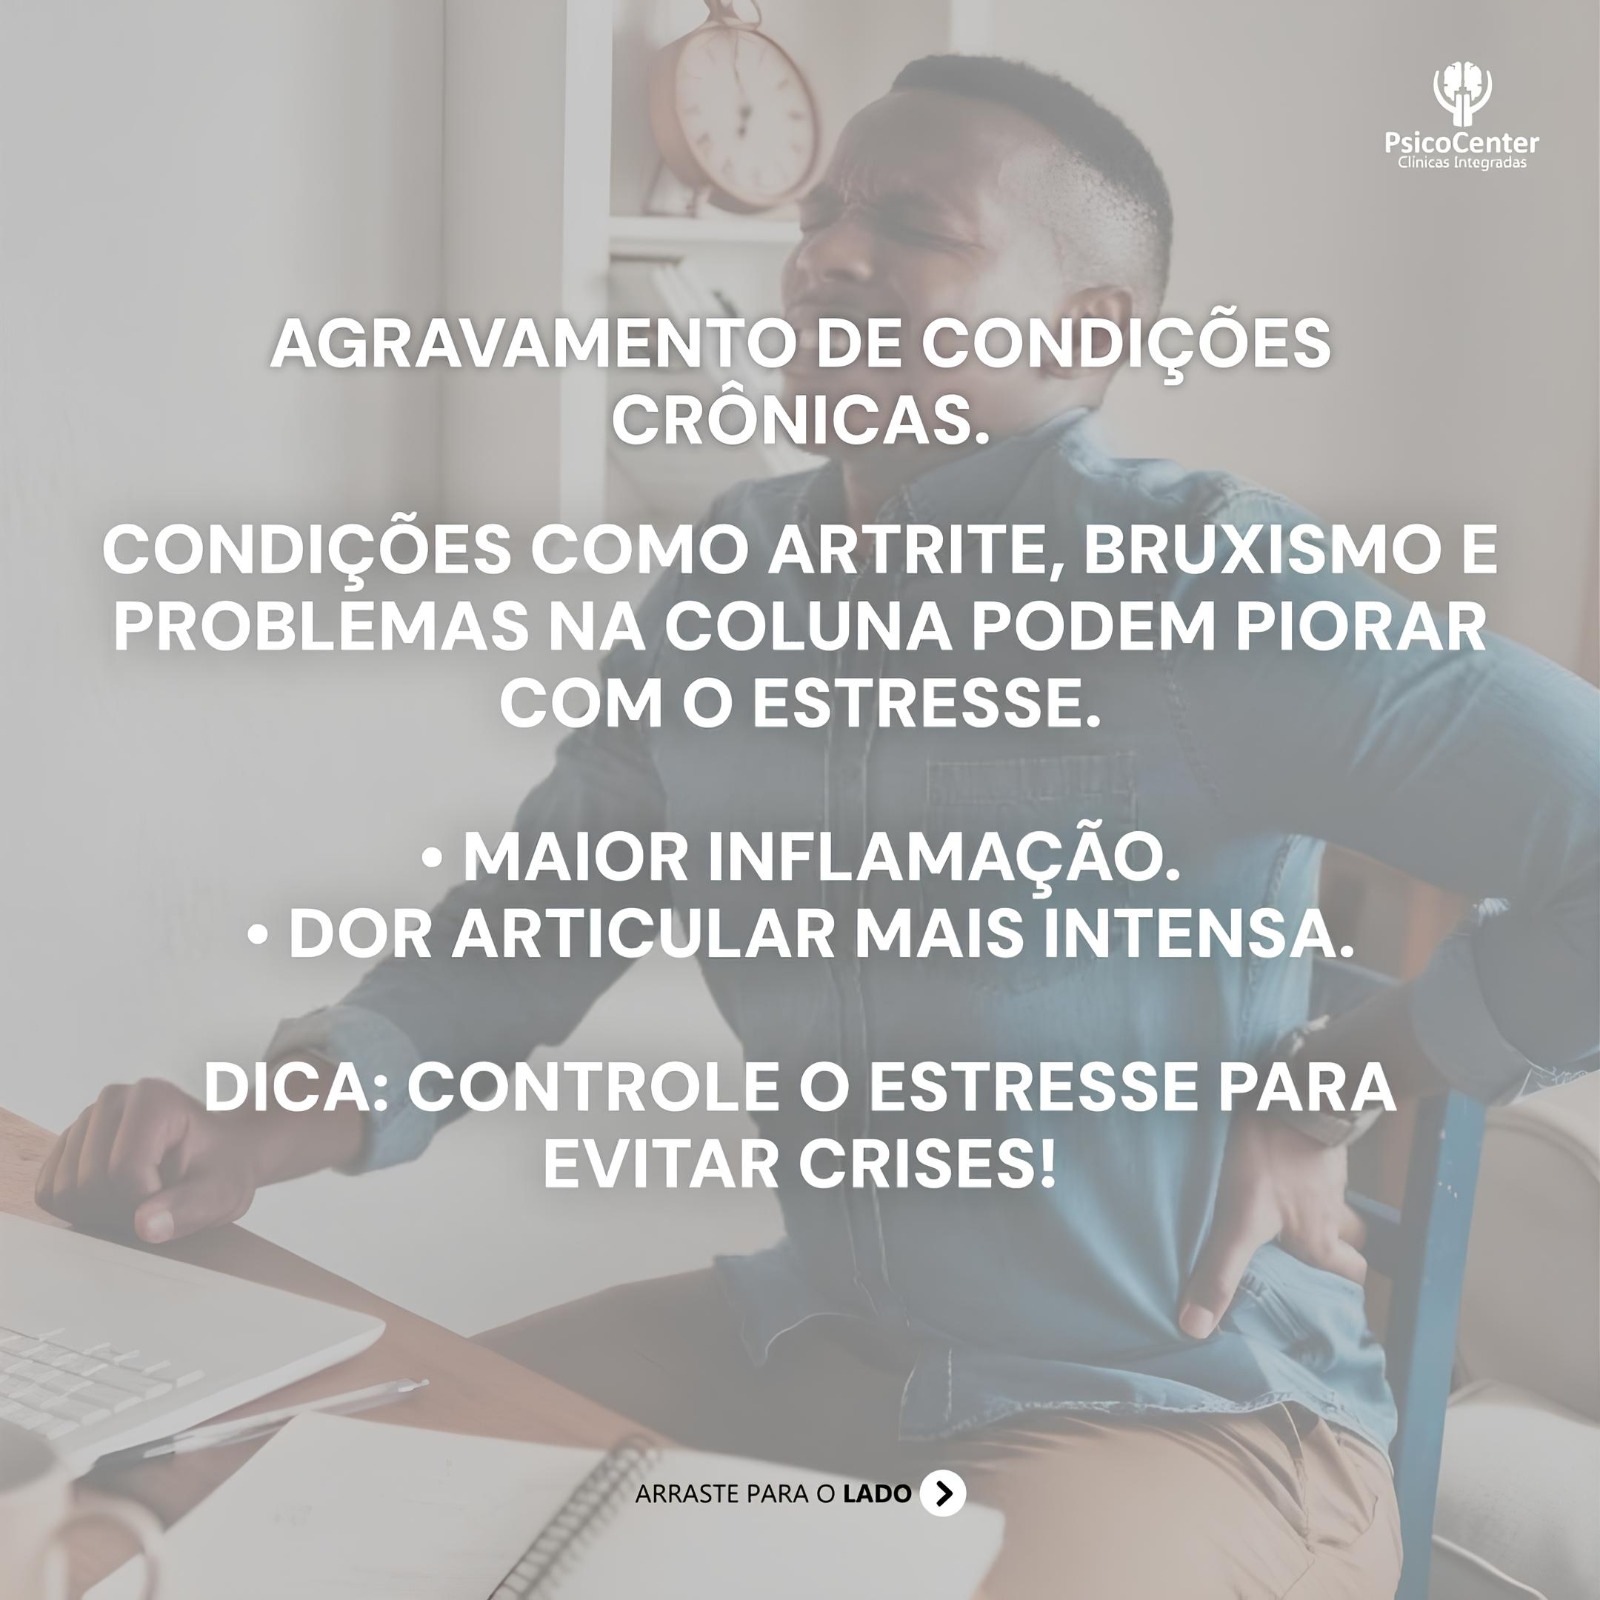 PsicoCenter
Clínicas Integradas
AGRAVAMENTO DE CONDIÇÕES
CRÔNICAS.
CONDIÇÕES COMO ARTRITE, BRUXISMO E
PROBLEMAS NA COLUNA PODEM PIORAR
COM O ESTRESSE.
• MAIOR INFLAMAÇÃO.
• DOR ARTICULAR MAIS INTENSA.
DICA: CONTROLE O ESTRESSE PARA
EVITAR CRISES!
ARRASTE PARA O LADO